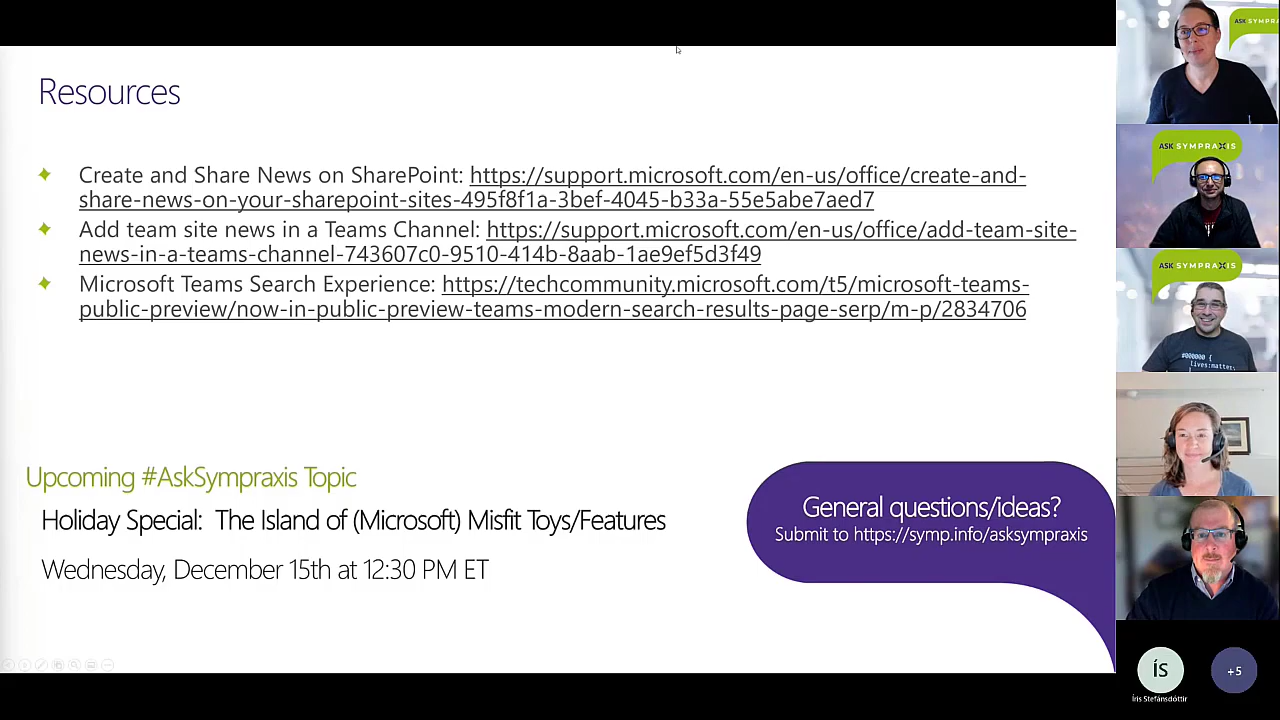 Resources
Create and Share News on SharePoint: https://support.microsoft.com/en-us/office/create-and-
share-news-on-your-sharepoint-sites-495f8f1a-3bef-4045-b33a-55e5abe7aed7
Add team site news in a Teams Channel: https://support.microsoft.com/en-us/office/add-team-site-
news-in-a-teams-channel-743607c0-9510-414b-8aab-1ae9ef5d3f49
Microsoft Teams Search Experience: https://techcommunity.microsoft.com/t5/microsoft-teams-
public-preview/now-in-public-preview-teams-modern-search-results-page-serp/m-p/2834706
Upcoming #AskSympraxis Topic
Holiday Special: The Island of (Microsoft) Misfit Toys/Features
Wednesday, December 15th at 12:30 PM ET
General questions/ideas?
Submit to https://symp.info/asksympraxis
ASK SYMPRA
ASK SYMPRAXIS
ASK SYMPRAXIS
#000000 {
lives:matter;
}
ÍS
+5
Íris Stefánsdóttir